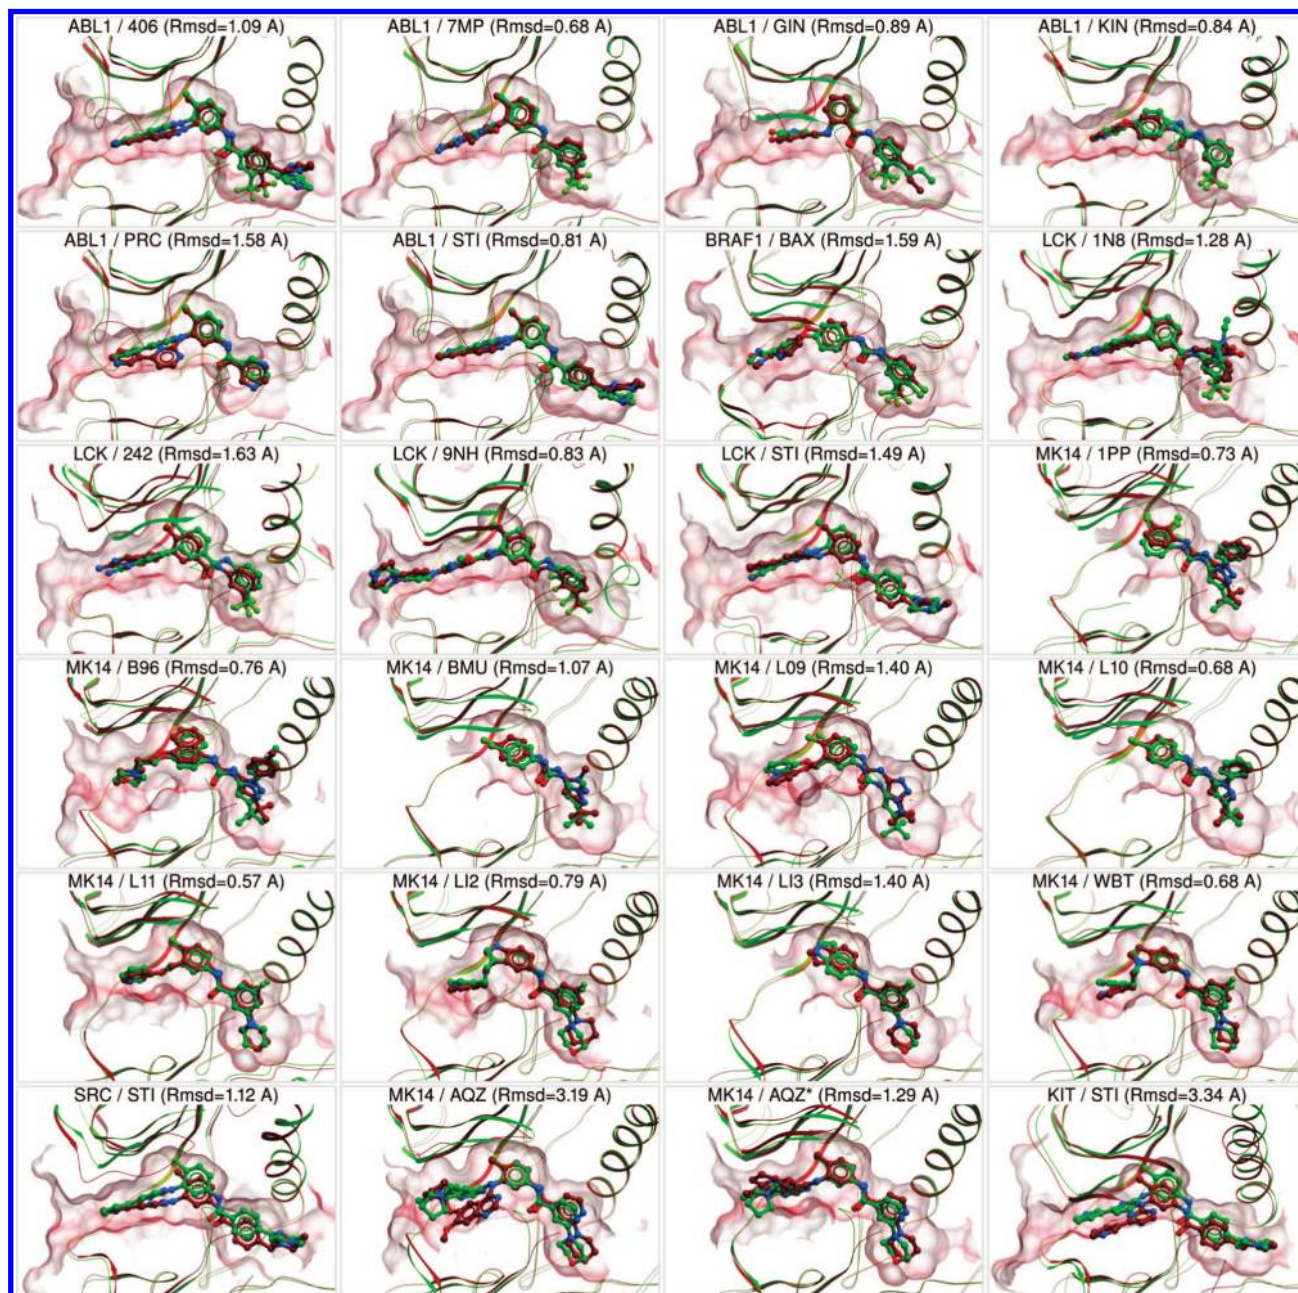 ABL1 / 406 (Rmsd=1.09 A)
ABL1 / 7MP (Rmsd=0.68 A)
ABL1 / GIN (Rmsd=0.89 A)
ABL1 / KIN (Rmsd=0.84 A)
ABL1 / PRC (Rmsd=1.58 A)
ABL1 / STI (Rmsd=0.81 A)
BRAF1 / BAX (Rmsd=1.59 A)
LCK / 1N8 (Rmsd=1.28 A)
LCK / 242 (Rmsd=1.63 A)
LCK / 9NH (Rmsd=0.83 A)
LCK / STI (Rmsd=1.49 A)
MK14 / 1PP (Rmsd=0.73 A)
MK14 / B96 (Rmsd=0.76 A)
MK14 / BMU (Rmsd=1.07 A)
MK14 / L09 (Rmsd=1.40 A)
MK14 / L10 (Rmsd=0.68 A)
MK14 / L11 (Rmsd=0.57 A)
MK14 / LI2 (Rmsd=0.79 A)
MK14 / LI3 (Rmsd=1.40 A)
MK14 / WBT (Rmsd=0.68 A)
SRC / STI (Rmsd=1.12 A)
MK14 / AQZ (Rmsd=3.19 A)
MK14 / AQZ* (Rmsd=1.29 A)
KIT / STI (Rmsd=3.34 A)